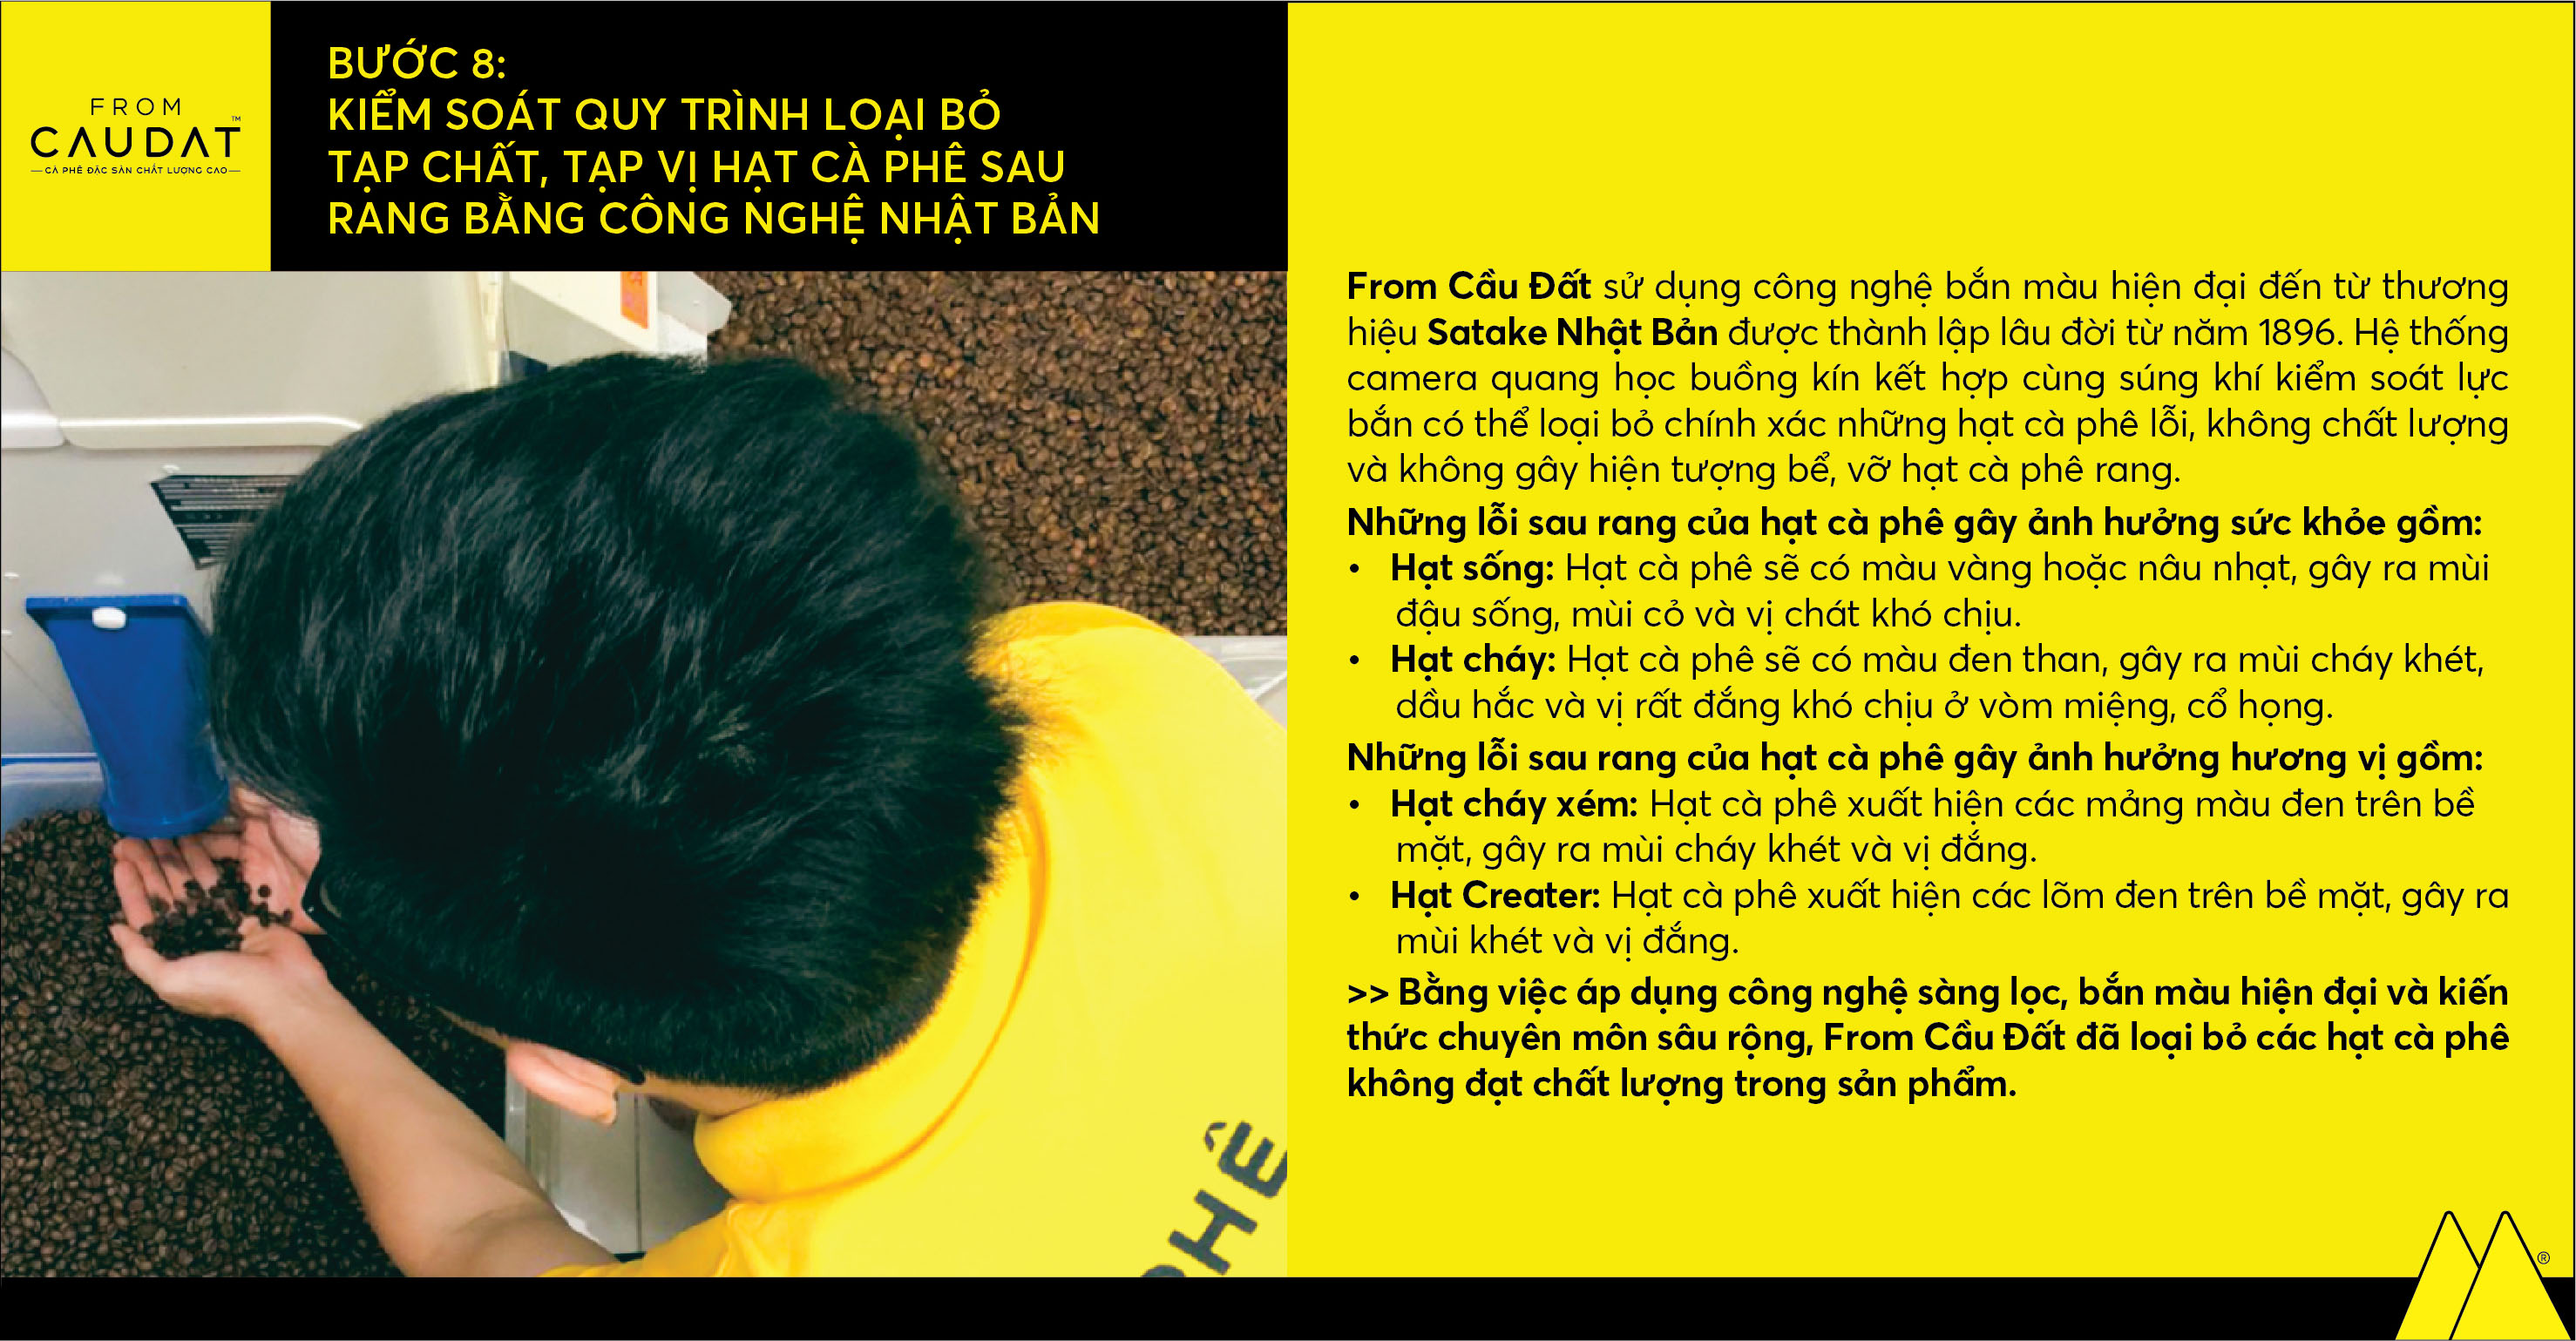 FROM
CAUDAT™
CÀ PHÊ ĐẶC SẢN CHẤT LƯỢNG CAO
BƯỚC 8:
KIỂM SOÁT QUY TRÌNH LOẠI BỎ
TẠP CHẤT, TẠP VỊ HẠT CÀ PHÊ SAU
RANG BẰNG CÔNG NGHỆ NHẬT BẢN
From Cầu Đất sử dụng công nghệ bắn màu hiện đại đến từ thương
hiệu Satake Nhật Bản được thành lập lâu đời từ năm 1896. Hệ thống
camera quang học buồng kín kết hợp cùng súng khí kiểm soát lực
bắn có thể loại bỏ chính xác những hạt cà phê lỗi, không chất lượng
và không gây hiện tượng bể, vỡ hạt cà phê rang.
Những lỗi sau rang của hạt cà phê gây ảnh hưởng sức khỏe gồm:
• Hạt sống: Hạt cà phê sẽ có màu vàng hoặc nâu nhạt, gây ra mùi
đậu sống, mùi cỏ và vị chát khó chịu.
• Hạt cháy: Hạt cà phê sẽ có màu đen than, gây ra mùi cháy khét,
dầu hắc và vị rất đắng khó chịu ở vòm miệng, cổ họng.
Những lỗi sau rang của hạt cà phê gây ảnh hưởng hương vị gồm:
• Hạt cháy xém: Hạt cà phê xuất hiện các mảng màu đen trên bề
mặt, gây ra mùi cháy khét và vị đắng.
• Hạt Creater: Hạt cà phê xuất hiện các lõm đen trên bề mặt, gây ra
mùi khét và vị đắng.
>> Bằng việc áp dụng công nghệ sàng lọc, bắn màu hiện đại và kiến
thức chuyên môn sâu rộng, From Cầu Đất đã loại bỏ các hạt cà phê
không đạt chất lượng trong sản phẩm.
PHÊ
®